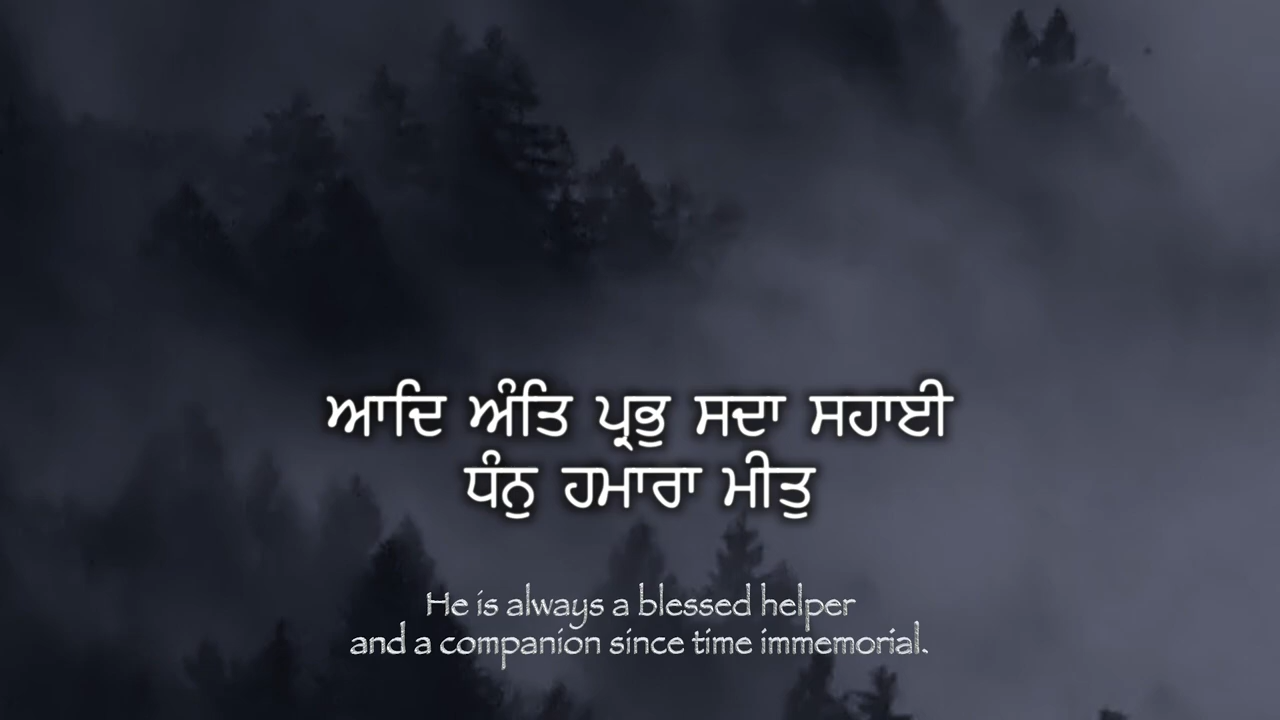 ਆਦਿ ਅੰਤਿ ਪ੍ਰਭੁ ਸਦਾ ਸਹਾਈ
ਧੰਨੁ ਹਮਾਰਾ ਮੀਤੁ
He is always a blessed helper
and a companion since time immemorial.